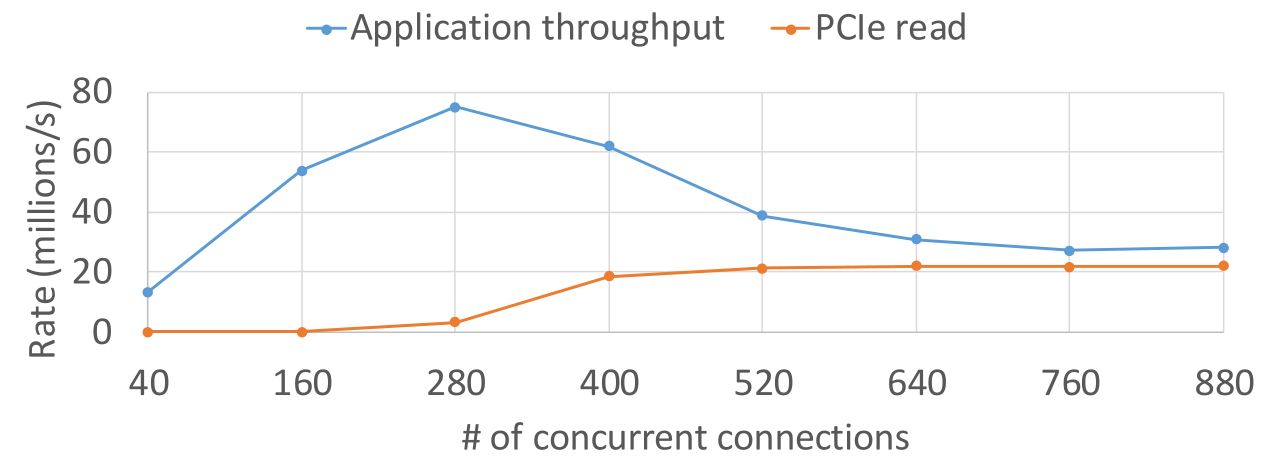 Application throughput PCIe read
Rate (millions/s)
80
60
40
20
0
40 160 280 400 520 640 760 880
# of concurrent connections